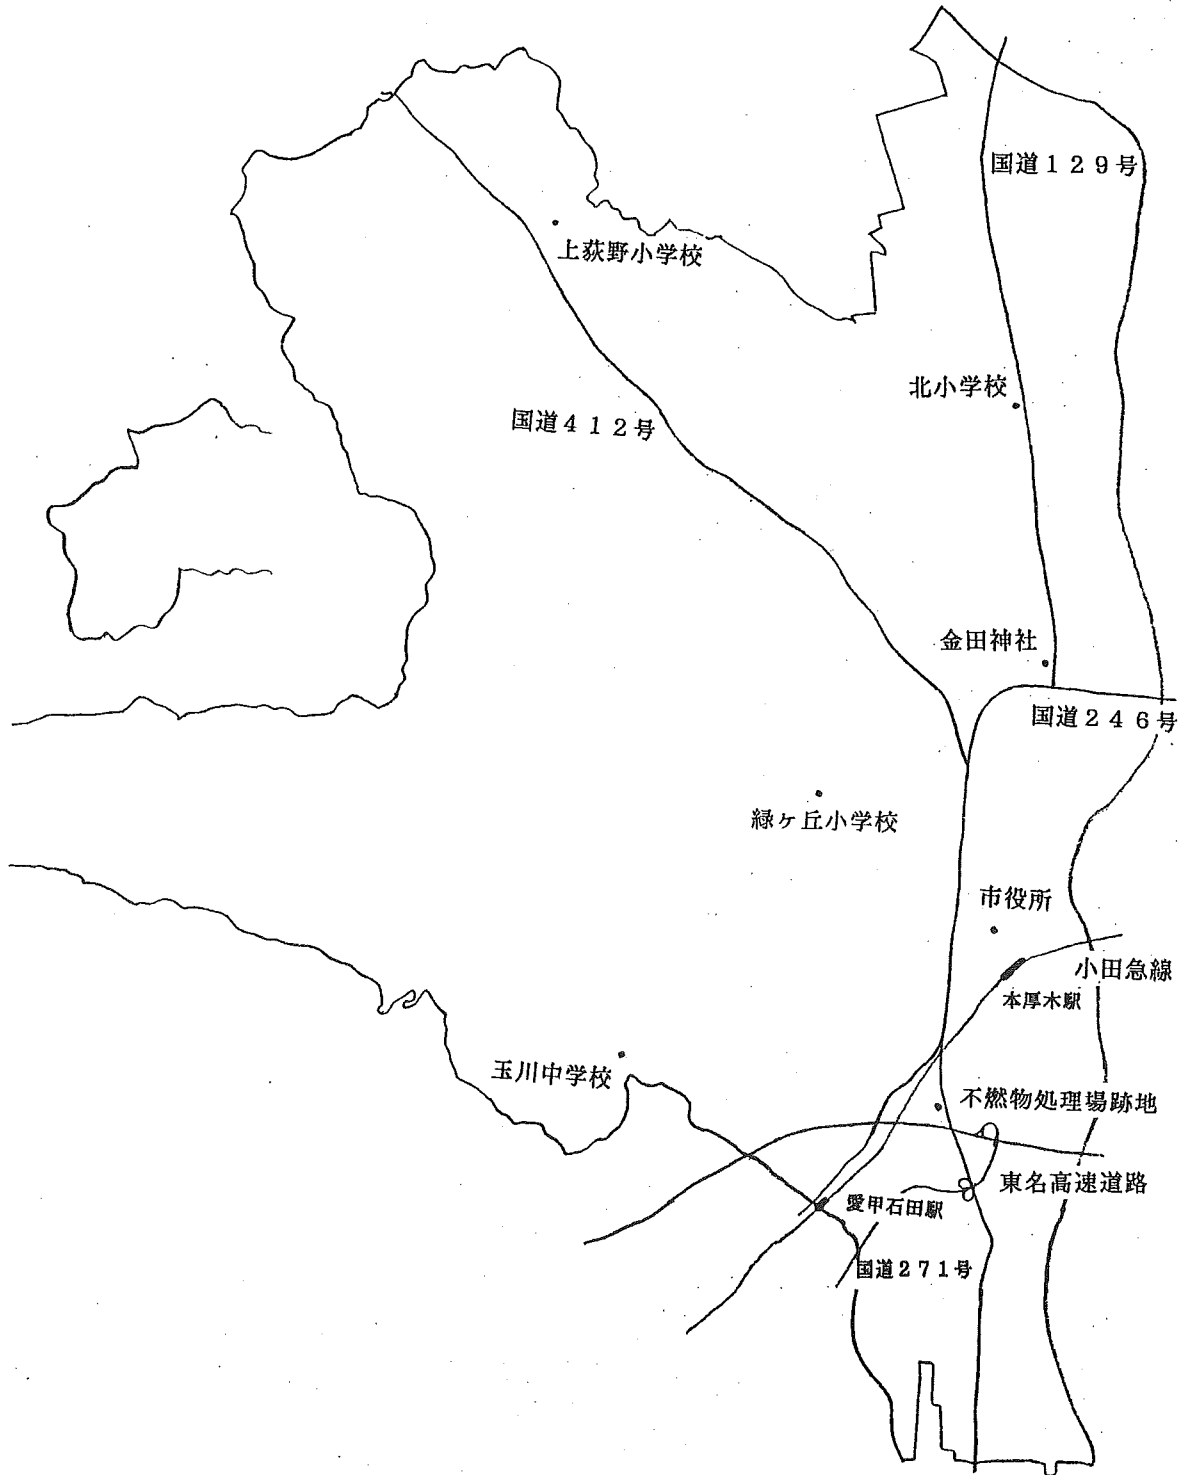 国道１２９号
上荻野小学校
北小学校
国道４１２号
金田神社
国道２４６号
緑ヶ丘小学校
市役所
小田急線
本厚木駅
玉川中学校
不燃物処理場跡地
東名高速道路
愛甲石田駅
国道２７１号